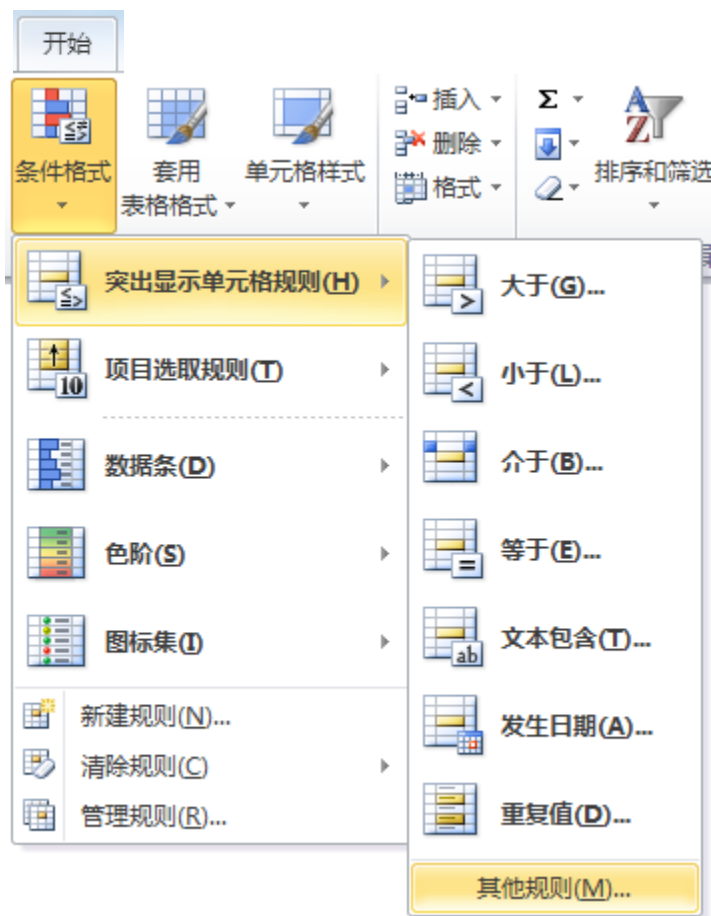 开始
条件格式
套用
表格格式
单元格样式
插入
删除
格式
Σ
排序和筛选
突出显示单元格规则(H)
项目选取规则(T)
数据条(D)
色阶(S)
图标集(I)
新建规则(N)...
清除规则(C)
管理规则(R)...
大于(G)...
小于(L)...
介于(B)...
等于(E)...
文本包含(T)...
发生日期(A)...
重复值(D)...
其他规则(M)...